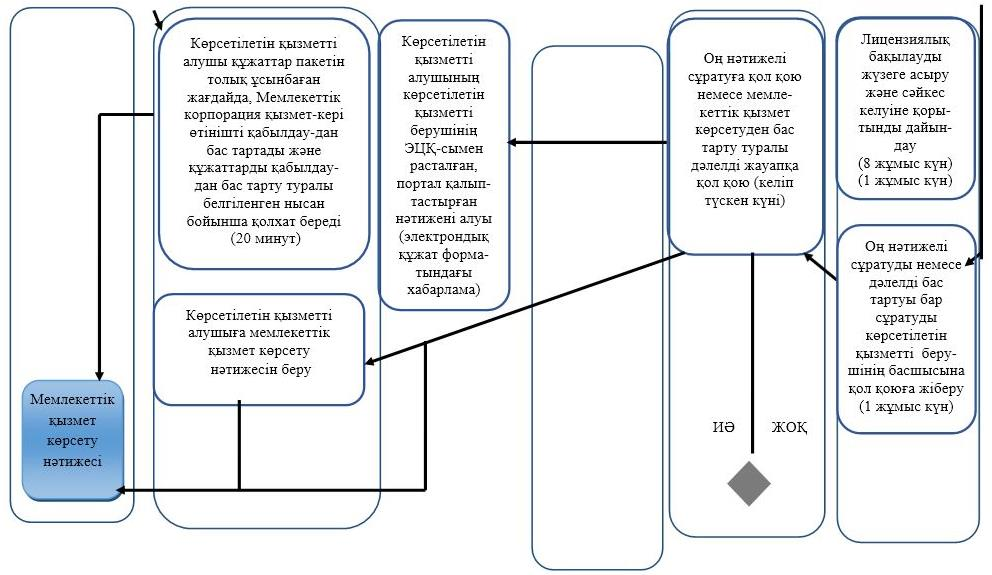 Көрсетілетін қызметті
алушы құжаттар пакетін
толық ұсынбаған
жағдайда, Мемлекеттік
корпорация қызмет-кері
өтінішті қабылдау-дан
бас тартады және
құжаттарды қабылдау-
дан бас тарту туралы
белгіленген нысан
бойынша қолхат береді
(20 минут)
Көрсетілетін
қызметті
алушының
көрсетілетін
қызметті
берушінің
ЭЦҚ-сымен
расталған,
портал қалып-
тастырған
нәтижені алуы
(электрондық
құжат форма-
тындағы
хабарлама)
Оң нәтижелі
сұратуға қол қою
немесе мемле-
кеттік қызмет
көрсетуден бас
тарту туралы
дәлелді жауапқа
қол қою (келіп
түскен күні)
Лицензиялық
бақылауды
жүзеге асыру
және сәйкес
келуіне қоры-
тынды дайын-
дау
(8 жұмыс күн)
(1 жұмыс күн)
Оң нәтижелі
сұратуды немесе
дәлелді бас
тартуы бар
сұратуды
көрсетілетін
қызметті беру-
шінің басшысына
қол қоюға жіберу
(1 жұмыс күн)
Көрсетілетін қызметті
алушыға мемлекеттік
қызмет көрсету
нәтижесін беру
Мемлекеттік
қызмет
көрсету
нәтижесі
ИӘ ЖОҚ